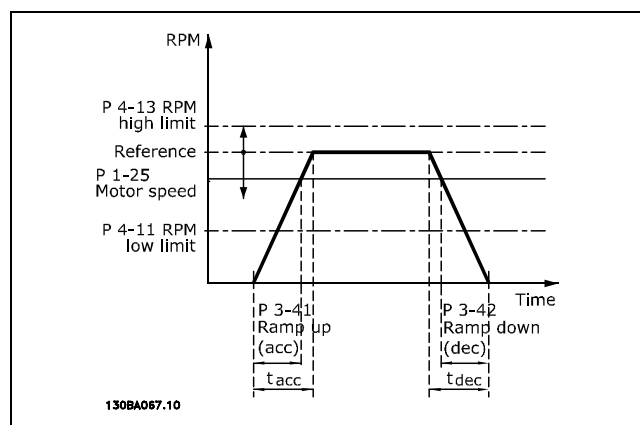 RPM
P 4-13 RPM
high limit
Reference
P 1-25
Motor speed
P 4-11 RPM
low limit
Time
P 3-41
Ramp up
(acc)
P 3-42
Ramp down
(dec)
tacc
tdec
130BA067.10